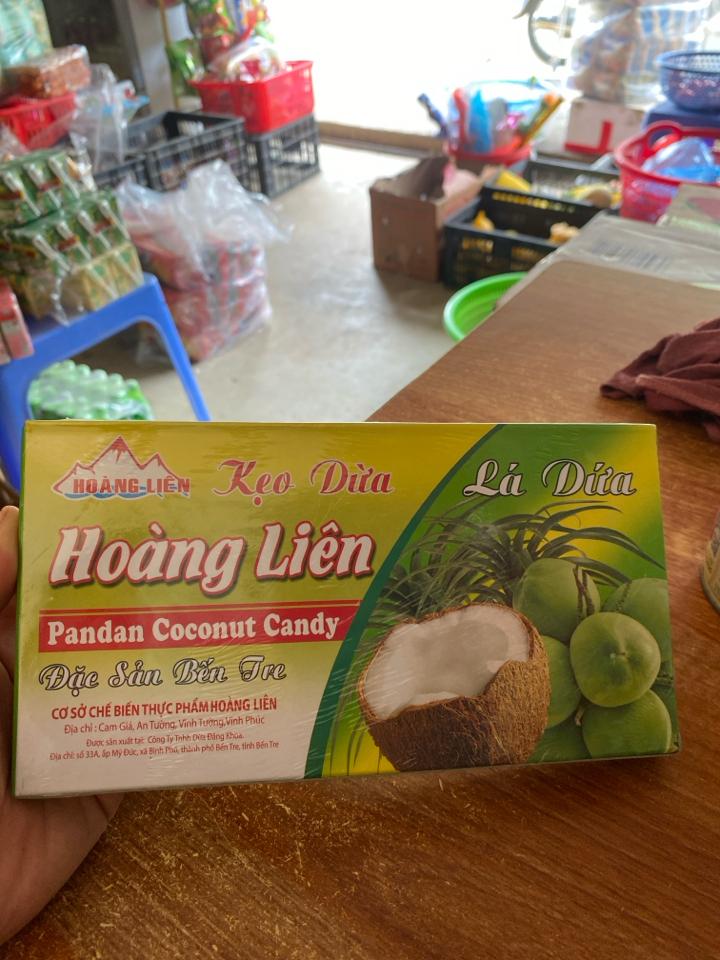 HOÀNG-LIÊN
Kẹo Dừa
Lá Dứa
Hoàng Liên
Pandan Coconut Candy
Đặc Sản Bến Tre
CƠ SỞ CHẾ BIẾN THỰC PHẨM HOÀNG LIÊN
Địa chỉ : Cam Giá, An Tường, Vĩnh Tường,Vĩnh Phúc
Được sản xuất tại: Công Ty Tnhh Dừa Đăng Khúa.
Địa chỉ: số 33A, ấp Mỹ Đức, xã Bình Phú, thành phố Bến Tre, tỉnh Bến Tre